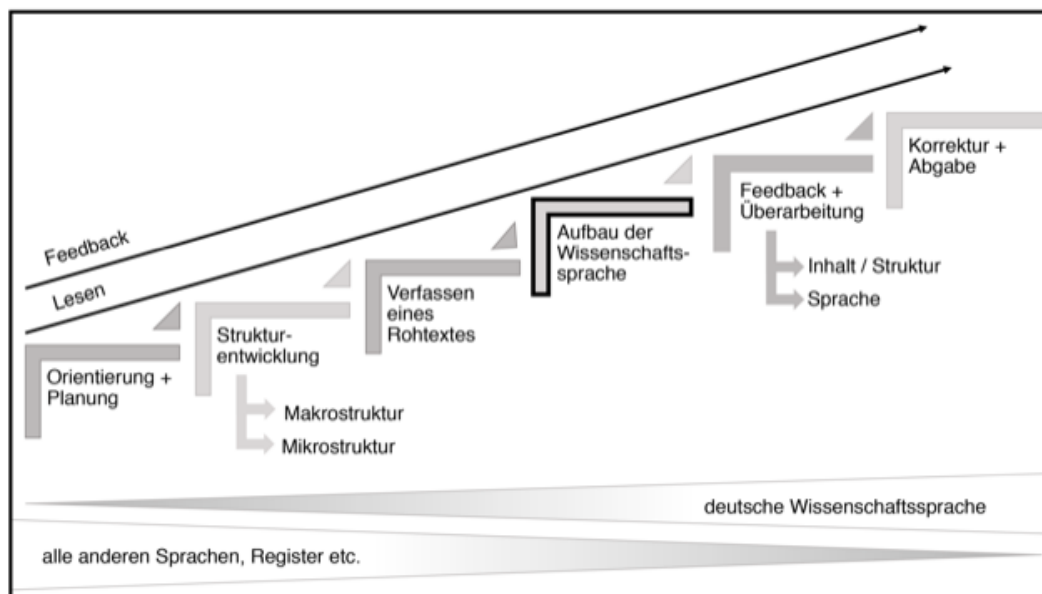 Feedback
Lesen
Orientierung +
Planung
Struktur-
entwicklung
Makrostruktur
Mikrostruktur
Verfassen
eines
Rohtextes
Aufbau der
Wissenschafts-
sprache
Feedback +
Überarbeitung
Inhalt / Struktur
Sprache
Korrektur +
Abgabe
deutsche Wissenschaftssprache
alle anderen Sprachen, Register etc.